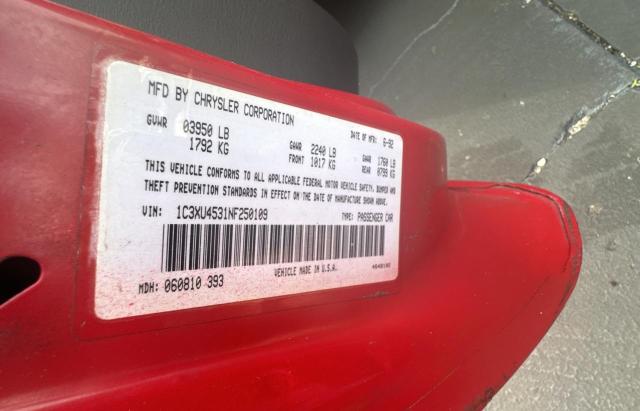 MFD BY CHRYSLER CORPORATION
DATE OF MFR: 6-92
GVWR 03950 LB 1792 KG
GAWR FRONT 2240 LB 1017 KG
GAWR REAR 1760 LB 0799 KG
THIS VEHICLE CONFORMS TO ALL APPLICABLE FEDERAL MOTOR VEHICLE SAFETY, BUMPER AND
THEFT PREVENTION STANDARDS IN EFFECT ON THE DATE OF MANUFACTURE SHOWN ABOVE.
VIN: 1C3XU4531NF250109 TYPE: PASSENGER CAR
VEHICLE MADE IN U.S.A.
MDH: 060810 393